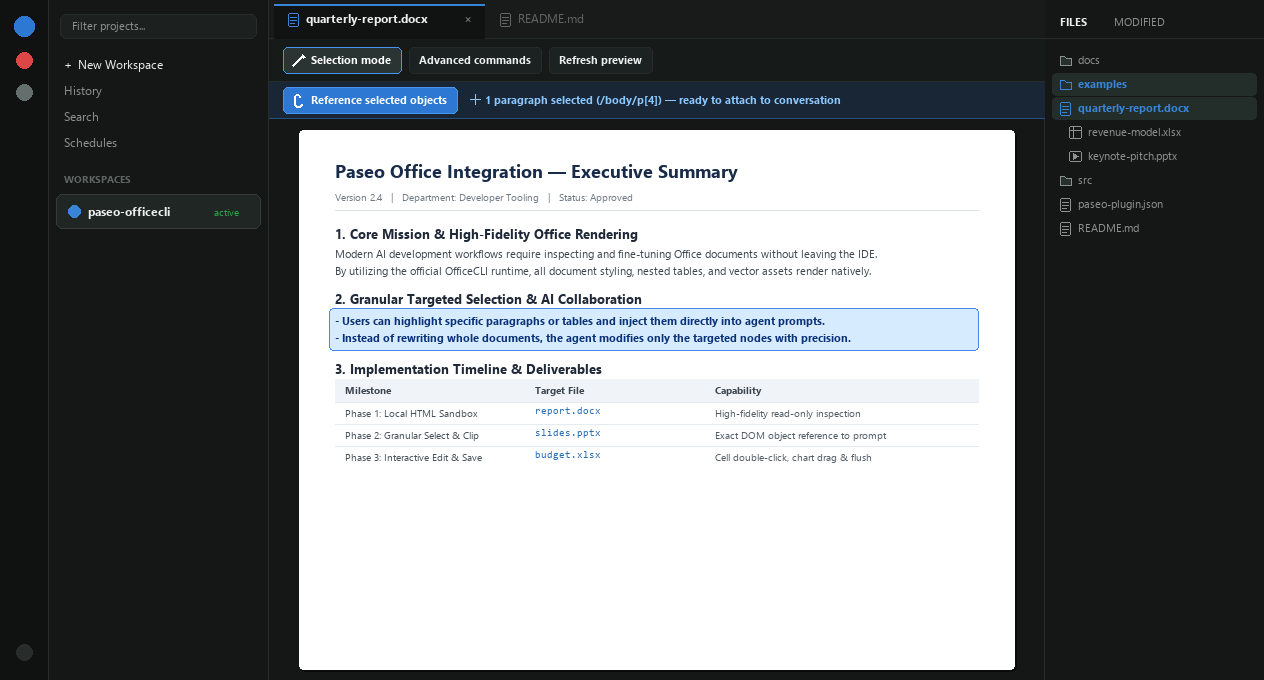 Filter projects...
+ New Workspace
History
Search
Schedules
WORKSPACES
paseo-officecli active
quarterly-report.docx ×
README.md
Selection mode
Advanced commands
Refresh preview
Reference selected objects
1 paragraph selected (/body/p[4]) — ready to attach to conversation
Paseo Office Integration — Executive Summary
Version 2.4 | Department: Developer Tooling | Status: Approved
1. Core Mission & High-Fidelity Office Rendering
Modern AI development workflows require inspecting and fine-tuning Office documents without leaving the IDE.
By utilizing the official OfficeCLI runtime, all document styling, nested tables, and vector assets render natively.
2. Granular Targeted Selection & AI Collaboration
- Users can highlight specific paragraphs or tables and inject them directly into agent prompts.
- Instead of rewriting whole documents, the agent modifies only the targeted nodes with precision.
3. Implementation Timeline & Deliverables
Milestone Target File Capability
Phase 1: Local HTML Sandbox report.docx High-fidelity read-only inspection
Phase 2: Granular Select & Clip slides.pptx Exact DOM object reference to prompt
Phase 3: Interactive Edit & Save budget.xlsx Cell double-click, chart drag & flush
FILES MODIFIED
docs
examples
quarterly-report.docx
revenue-model.xlsx
keynote-pitch.pptx
src
paseo-plugin.json
README.md